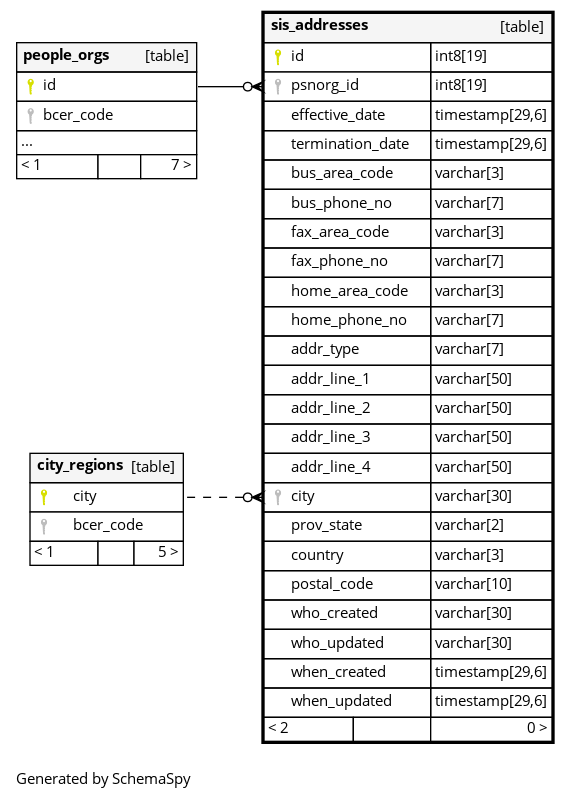 people_orgs [table]
id
bcer_code
...
< 1 7 >
city_regions [table]
city
bcer_code
< 1 5 >
sis_addresses [table]
id int8[19]
psnorg_id int8[19]
effective_date timestamp[29,6]
termination_date timestamp[29,6]
bus_area_code varchar[3]
bus_phone_no varchar[7]
fax_area_code varchar[3]
fax_phone_no varchar[7]
home_area_code varchar[3]
home_phone_no varchar[7]
addr_type varchar[7]
addr_line_1 varchar[50]
addr_line_2 varchar[50]
addr_line_3 varchar[50]
addr_line_4 varchar[50]
city varchar[30]
prov_state varchar[2]
country varchar[3]
postal_code varchar[10]
who_created varchar[30]
who_updated varchar[30]
when_created timestamp[29,6]
when_updated timestamp[29,6]
< 2 0 >
Generated by SchemaSpy